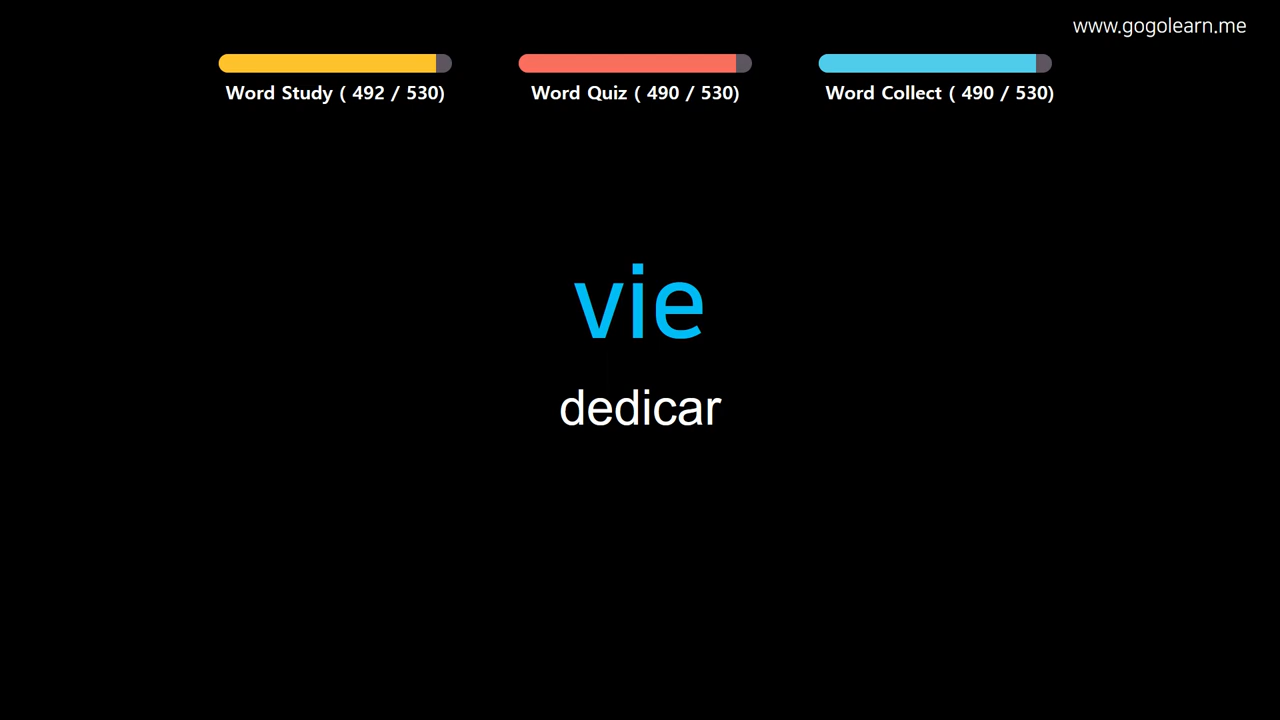 www.gogolearn.me
Word Study ( 492 / 530)
Word Quiz ( 490 / 530)
Word Collect ( 490 / 530)
vie
dedicar